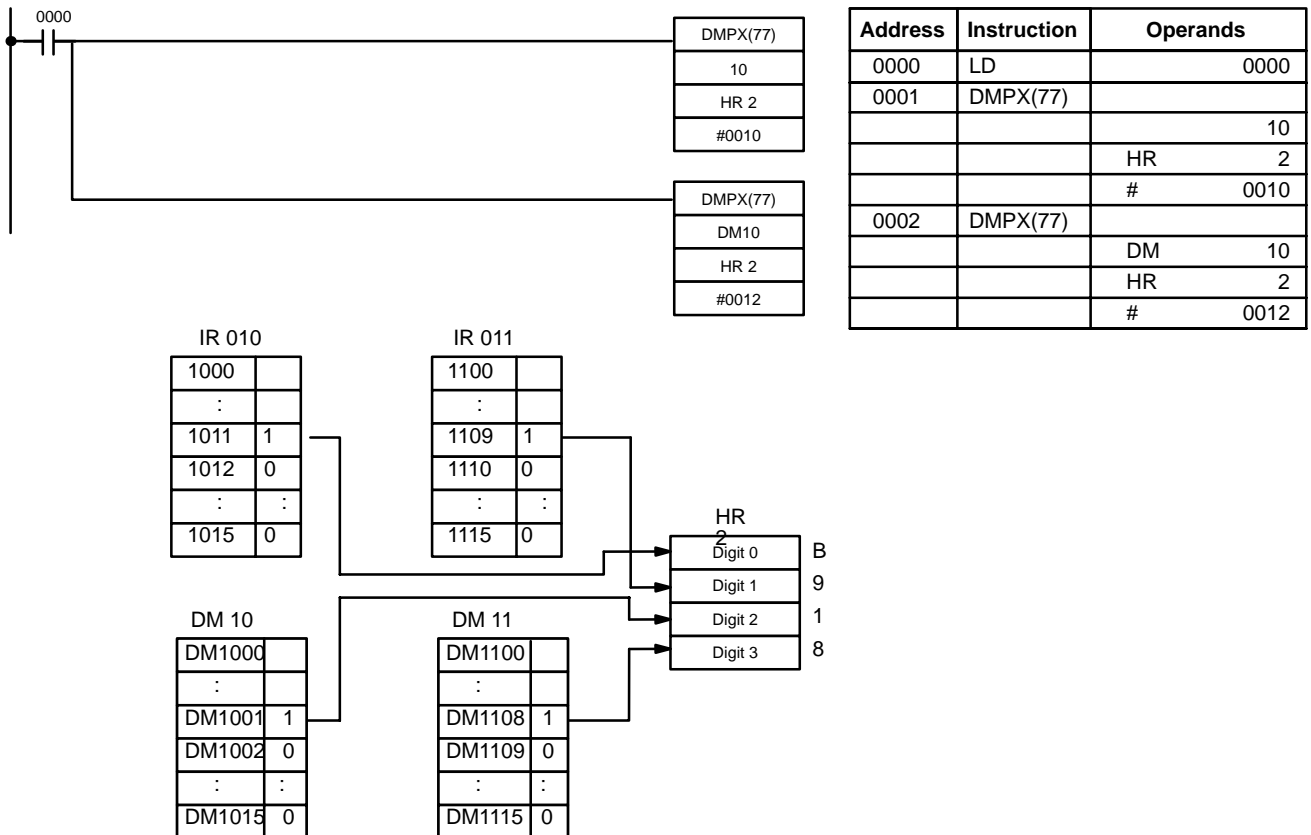 0000
DMPX(77)
10
HR 2
#0010
DMPX(77)
DM10
HR 2
#0012
Address Instruction Operands
0000 LD 0000
0001 DMPX(77)
10
HR 2
# 0010
0002 DMPX(77)
DM 10
HR 2
# 0012
IR 010
1000
:
1011 1
1012 0
: :
1015 0
IR 011
1100
:
1109 1
1110 0
: :
1115 0
HR
2
Digit 0 B
Digit 1 9
Digit 2 1
Digit 3 8
DM 10
DM1000
:
DM1001 1
DM1002 0
: :
DM1015 0
DM 11
DM1100
:
DM1108 1
DM1109 0
: :
DM1115 0